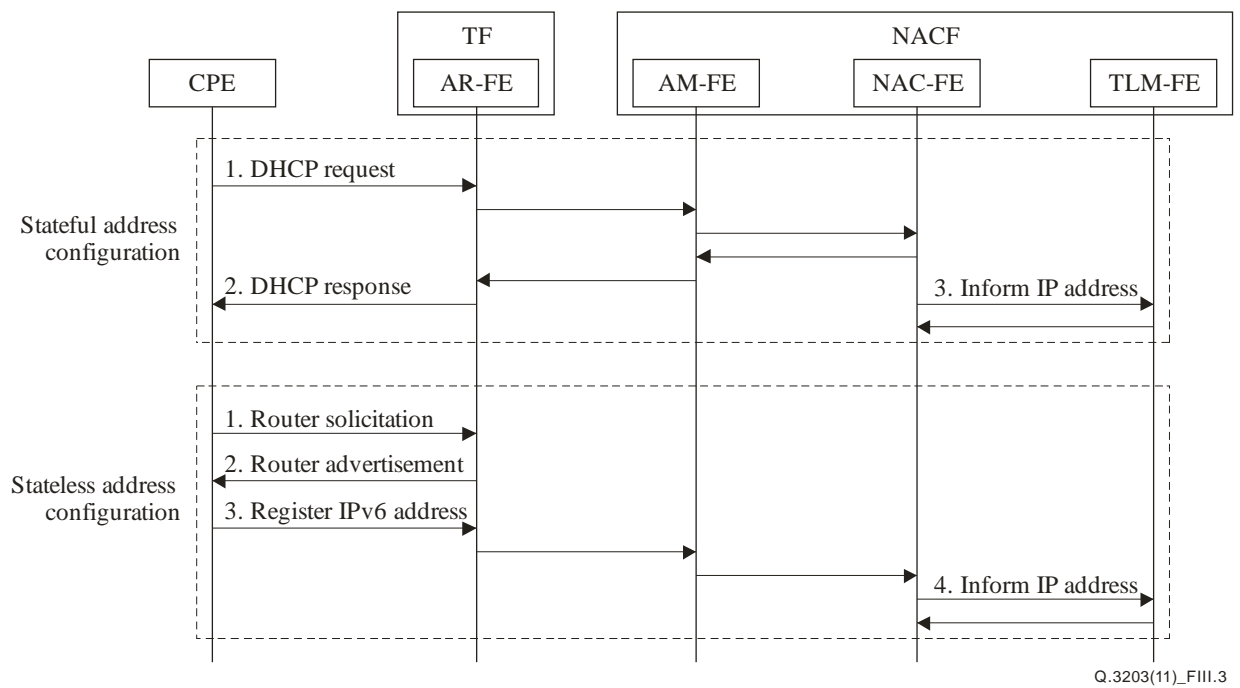 TF
NACF
CPE
AR-FE
AM-FE
NAC-FE
TLM-FE
1. DHCP request
Stateful address
configuration
2. DHCP response
3. Inform IP address
1. Router solicitation
2. Router advertisement
Stateless address
configuration
3. Register IPv6 address
4. Inform IP address
Q.3203(11)_FIII.3